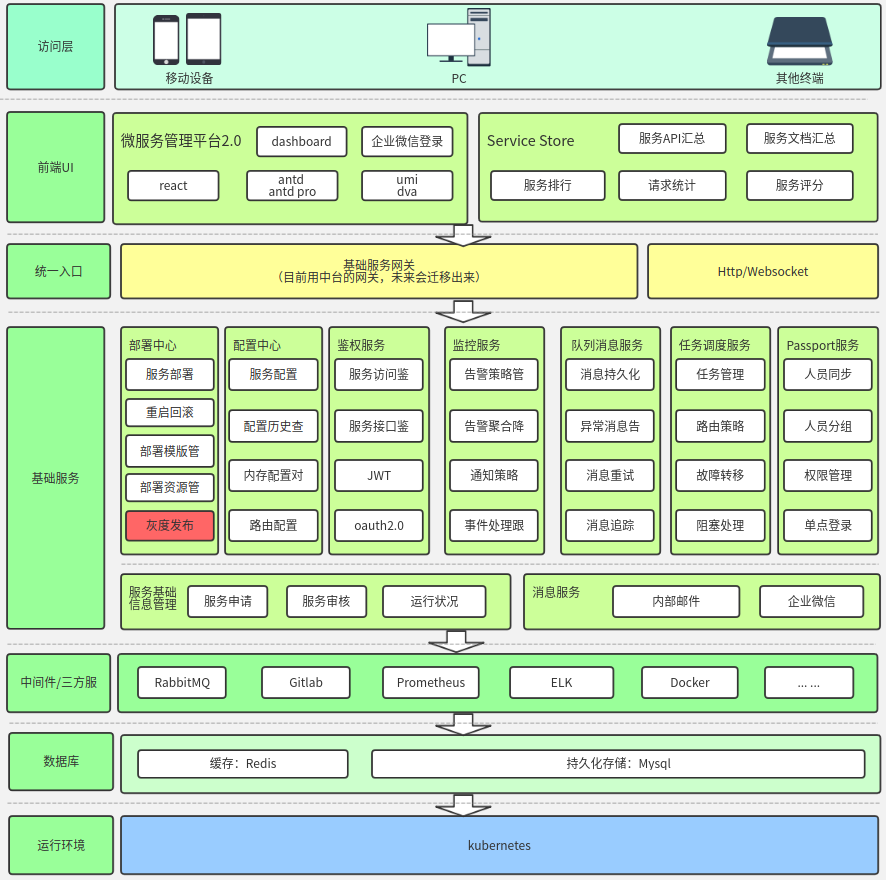 访问层
移动设备
PC
其他终端
前端UI
微服务管理平台2.0
dashboard
企业微信登录
react
antd
antd pro
umi
dva
Service Store
服务API汇总
服务文档汇总
服务排行
请求统计
服务评分
统一入口
基础服务网关
（目前用中台的网关，未来会迁移出来）
Http/Websocket
基础服务
部署中心
服务部署
重启回滚
部署模版管
部署资源管
灰度发布
配置中心
服务配置
配置历史查
内存配置对
路由配置
鉴权服务
服务访问鉴
服务接口鉴
JWT
oauth2.0
监控服务
告警策略管
告警聚合降
通知策略
事件处理跟
队列消息服务
消息持久化
异常消息告
消息重试
消息追踪
任务调度服务
任务管理
路由策略
故障转移
阻塞处理
Passport服务
人员同步
人员分组
权限管理
单点登录
服务基础
信息管理
服务申请
服务审核
运行状况
消息服务
内部邮件
企业微信
中间件/三方服
RabbitMQ
Gitlab
Prometheus
ELK
Docker
... ...
数据库
缓存：Redis
持久化存储：Mysql
运行环境
kubernetes